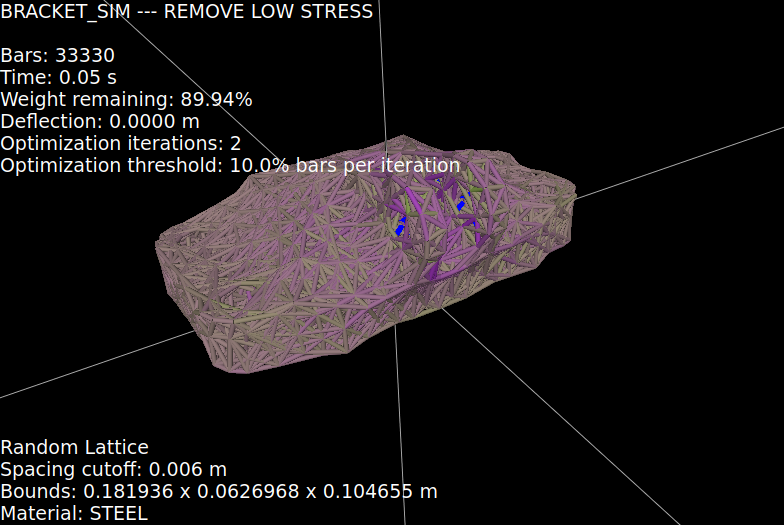 BRACKET_SIM --- REMOVE LOW STRESS
Bars: 33330
Time: 0.05 s
Weight remaining: 89.94%
Deflection: 0.0000 m
Optimization iterations: 2
Optimization threshold: 10.0% bars per iteration
Random Lattice
Spacing cutoff: 0.006 m
Bounds: 0.181936 x 0.0626968 x 0.104655 m
Material: STEEL